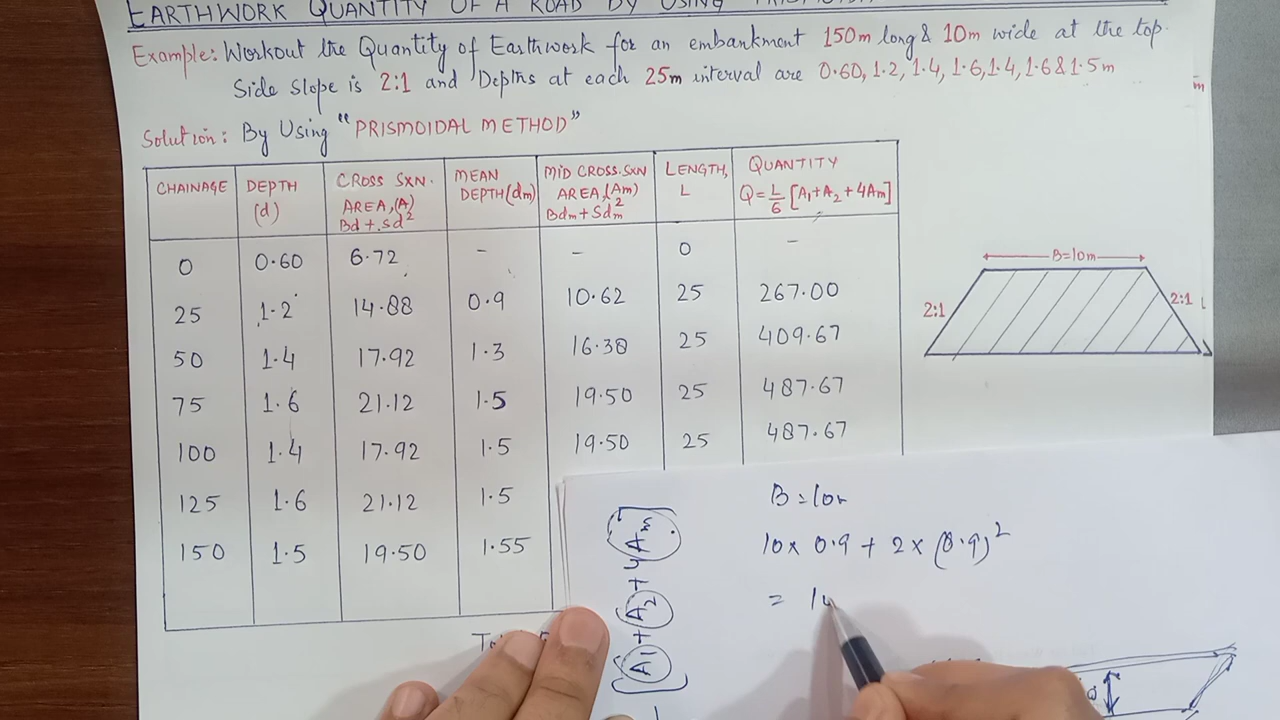 EARTHWORK QUANTITY OF A ROAD BY USING
Example: Workout the Quantity of Earthwork for an embankment 150m long & 10m wide at the top.
Side slope is 2:1 and Depths at each 25m interval are 0.60, 1.2, 1.4, 1.6, 1.4, 1.6 & 1.5m
m
Solution: By Using "PRISMOIDAL METHOD"
CHAINAGE DEPTH (d) CROSS SXN. AREA, (A) Bd + Sd² MEAN DEPTH (dm) MID CROSS. SXN AREA, (Am) Bdm + Sdm² LENGTH, L QUANTITY Q = L/6 [A1+A2+4Am]
0 0.60 6.72 - - 0 -
25 1.2 14.88 0.9 10.62 25 267.00
50 1.4 17.92 1.3 16.38 25 409.67
75 1.6 21.12 1.5 19.50 25 487.67
100 1.4 17.92 1.5 19.50 25 487.67
125 1.6 21.12 1.5
150 1.5 19.50 1.55
B=10m
2:1
2:1
[A1+A2+4Am]
B = 10m
10 x 0.9 + 2 x (0.9)²
= 10